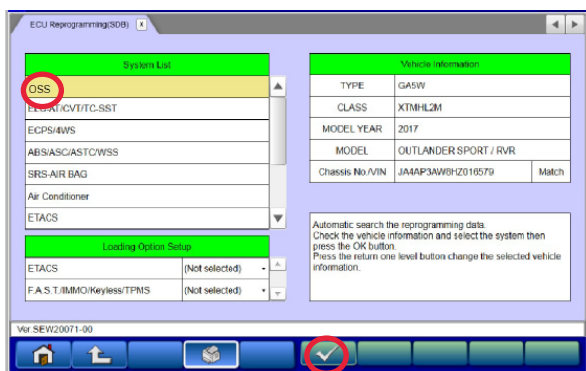 ECU Reprogramming(SDB) x
System List
OSS
ELC-AT/CVT/TC-SST
ECPS/4WS
ABS/ASC/ASTC/WSS
SRS-AIR BAG
Air Conditioner
ETACS
Loading Option Setup
ETACS (Not selected)
F.A.S.T./IMMO/Keyless/TPMS (Not selected)
Vehicle Information
TYPE GA5W
CLASS XTMHL2M
MODEL YEAR 2017
MODEL OUTLANDER SPORT / RVR
Chassis No./VIN JA4AP3AW8HZ016579 Match
Automatic search the reprogramming data.
Check the vehicle information and select the system then
press the OK button.
Press the return one level button change the selected vehicle
information.
Ver.SEW20071-00